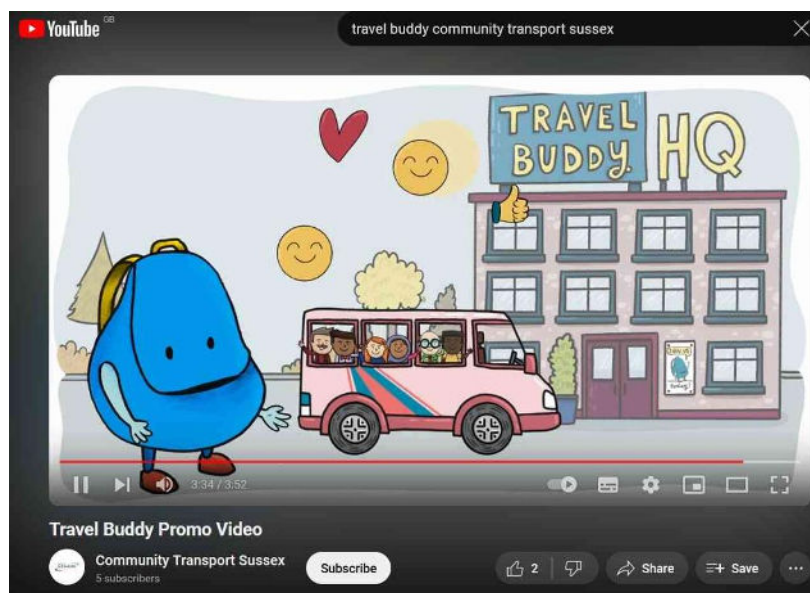 YouTube GB
travel buddy community transport sussex
TRAVEL
BUDDY.
HQ
3:34 / 3:52
Travel Buddy Promo Video
Community Transport Sussex
5 subscribers
Subscribe
2
Share
Save